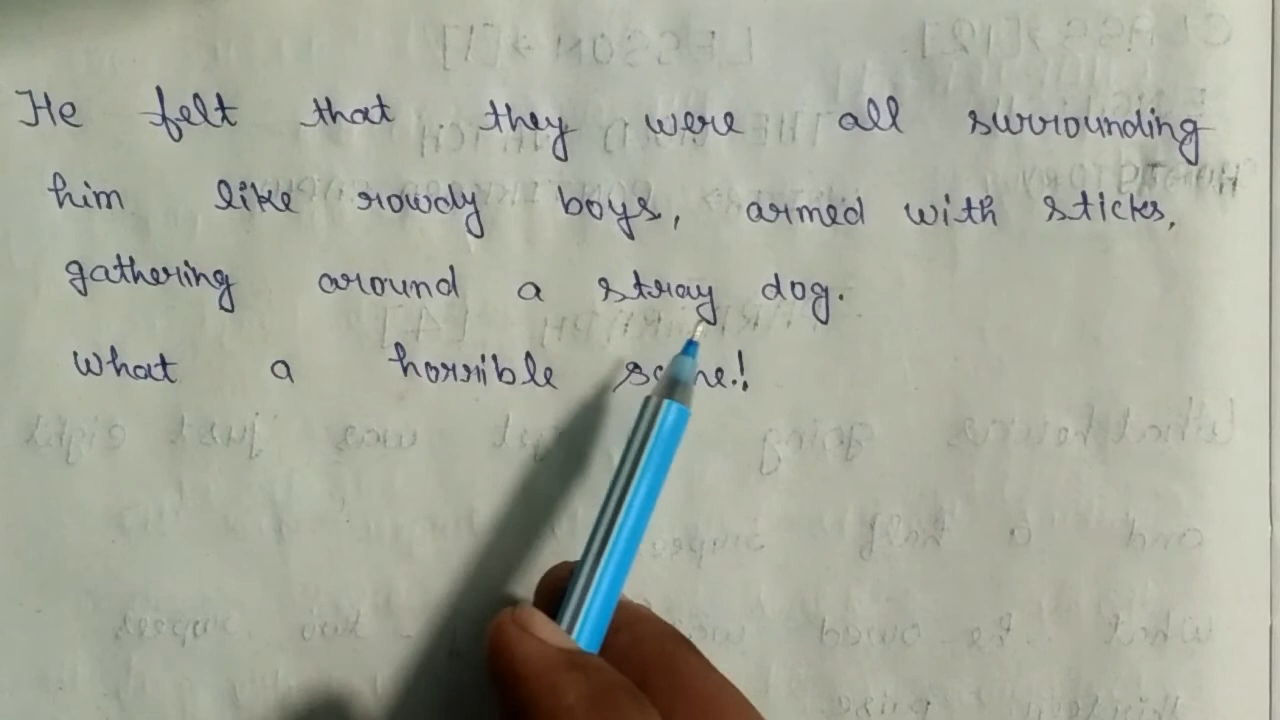 He felt that they were all surrounding
him like rowdy boys, armed with sticks,
gathering around a stray dog.
What a horrible !